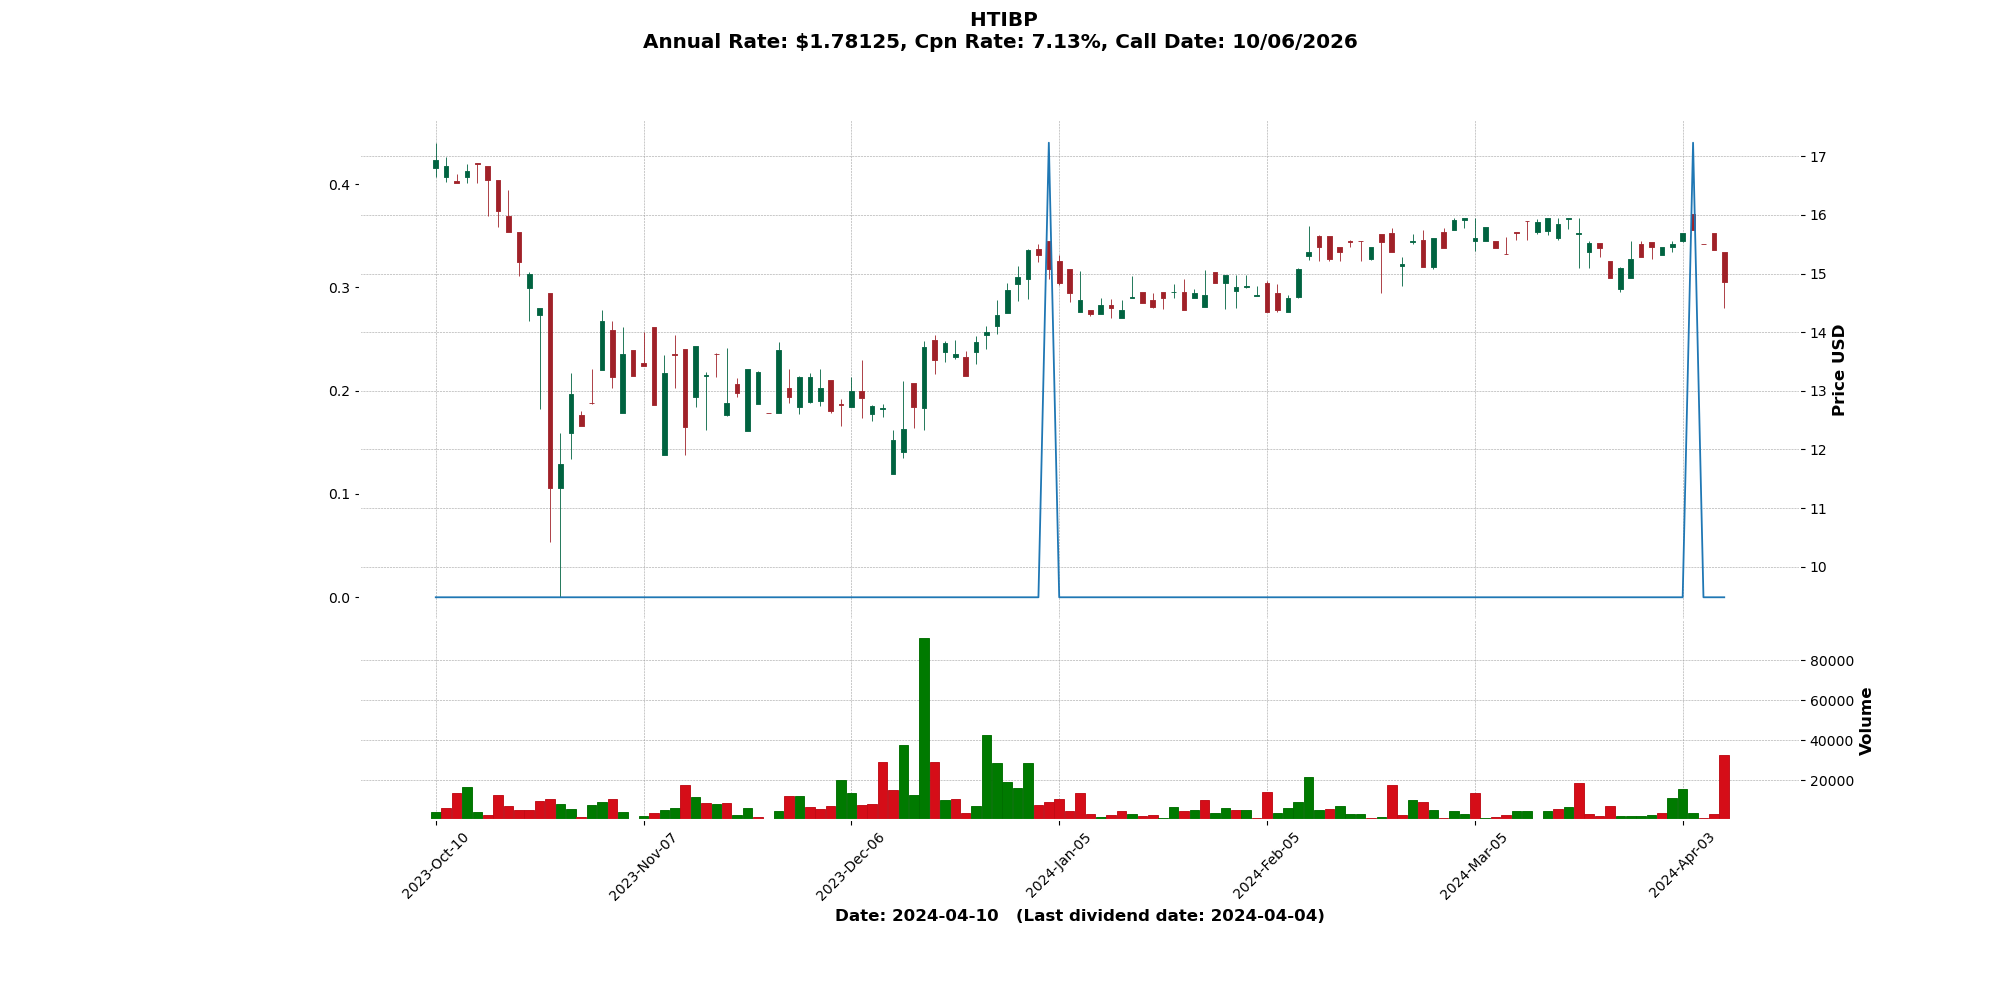 HTIBP
Annual Rate: $1.78125, Cpn Rate: 7.13%, Call Date: 10/06/2026
0.4
0.3
0.2
0.1
0.0
17
16
15
14
13
12
11
10
Price USD
80000
60000
40000
20000
Volume
2023-Oct-10
2023-Nov-07
2023-Dec-06
2024-Jan-05
2024-Feb-05
2024-Mar-05
2024-Apr-03
Date: 2024-04-10 (Last dividend date: 2024-04-04)